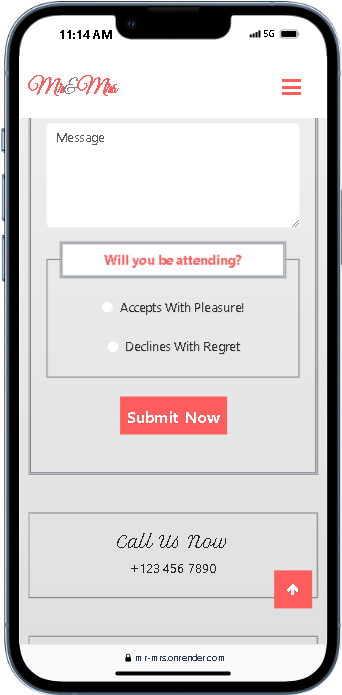 11:14 AM
5G
Mr&Mrs
Message
Will you be attending?
Accepts With Pleasure!
Declines With Regret
Submit Now
Call Us Now
+123 456 7890
mr-mrs.onrender.com